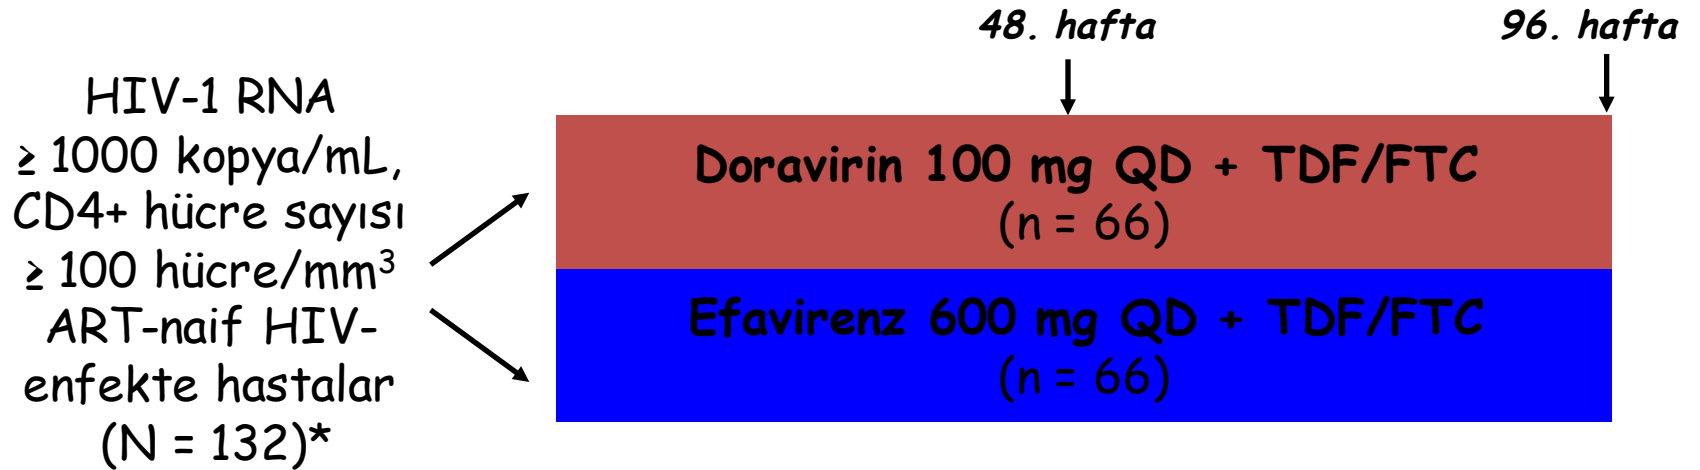 48. hafta
96. hafta
HIV-1 RNA
≥ 1000 kopya/mL,
CD4+ hücre sayısı
≥ 100 hücre/mm³
ART-naif HIV-
enfekte hastalar
(N = 132)*
Doravirin 100 mg QD + TDF/FTC
(n = 66)
Efavirenz 600 mg QD + TDF/FTC
(n = 66)